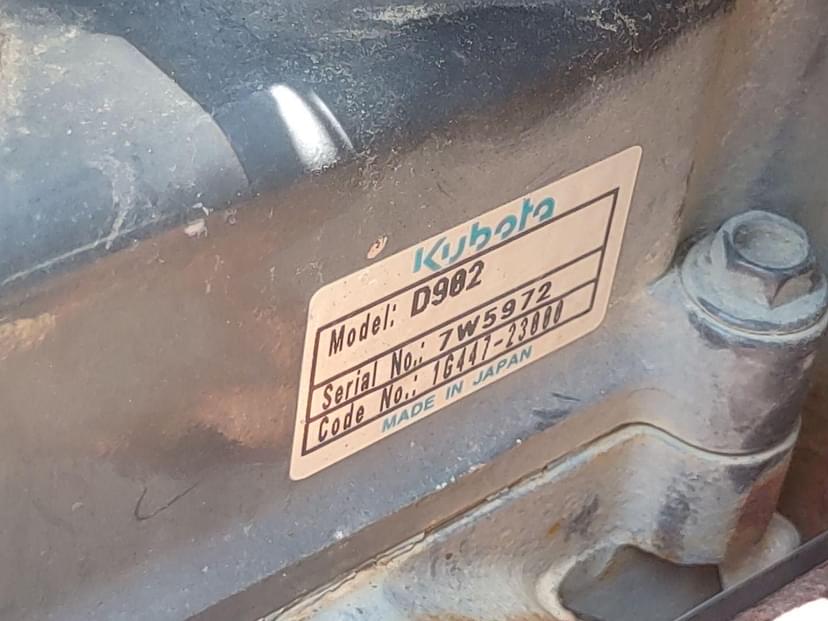 Kubota
Model: D902
Serial No.: 7W5972
Code No.: 1G447-23000
MADE IN JAPAN